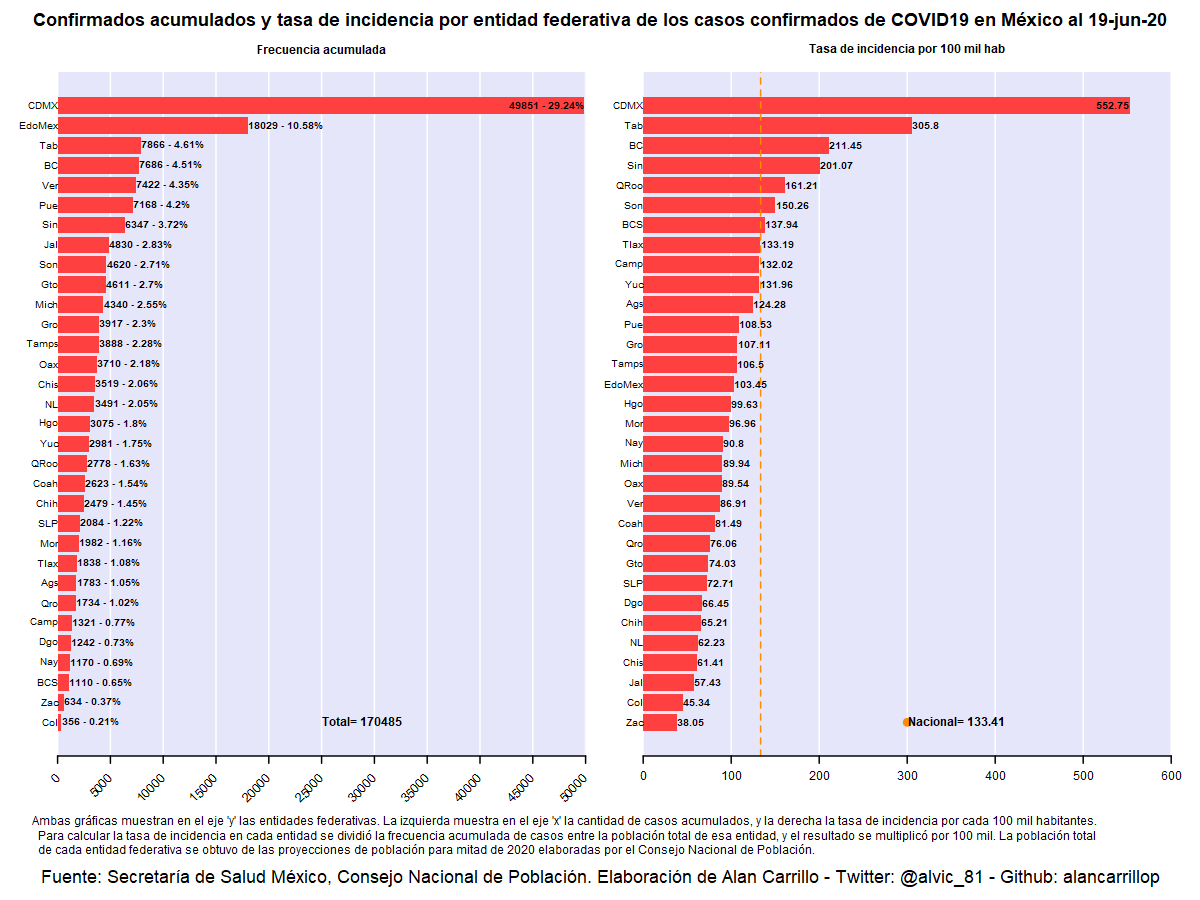 Confirmados acumulados y tasa de incidencia por entidad federativa de los casos confirmados de COVID19 en México al 19-jun-20
Frecuencia acumulada
CDMX 49851 - 29.24%
EdoMex 18029 - 10.58%
Tab 7866 - 4.61%
BC 7686 - 4.51%
Ver 7422 - 4.35%
Pue 7168 - 4.2%
Sin 6347 - 3.72%
Jal 4830 - 2.83%
Son 4620 - 2.71%
Gto 4611 - 2.7%
Mich 4340 - 2.55%
Gro 3917 - 2.3%
Tamps 3888 - 2.28%
Oax 3710 - 2.18%
Chis 3519 - 2.06%
NL 3491 - 2.05%
Hgo 3075 - 1.8%
Yuc 2981 - 1.75%
QRoo 2778 - 1.63%
Coah 2623 - 1.54%
Chih 2479 - 1.45%
SLP 2084 - 1.22%
Mor 1982 - 1.16%
Tlax 1838 - 1.08%
Ags 1783 - 1.05%
Qro 1734 - 1.02%
Camp 1321 - 0.77%
Dgo 1242 - 0.73%
Nay 1170 - 0.69%
BCS 1110 - 0.65%
Zac 634 - 0.37%
Col 356 - 0.21%
Total= 170485
0 5000 10000 15000 20000 25000 30000 35000 40000 45000 50000
Tasa de incidencia por 100 mil hab
CDMX 552.75
Tab 305.8
BC 211.45
Sin 201.07
QRoo 161.21
Son 150.26
BCS 137.94
Tlax 133.19
Camp 132.02
Yuc 131.96
Ags 124.28
Pue 108.53
Gro 107.11
Tamps 106.5
EdoMex 103.45
Hgo 99.63
Mor 96.96
Nay 90.8
Mich 89.94
Oax 89.54
Ver 86.91
Coah 81.49
Qro 76.06
Gto 74.03
SLP 72.71
Dgo 66.45
Chih 65.21
NL 62.23
Chis 61.41
Jal 57.43
Col 45.34
Zac 38.05
Nacional= 133.41
0 100 200 300 400 500 600
Ambas gráficas muestran en el eje 'y' las entidades federativas. La izquierda muestra en el eje 'x' la cantidad de casos acumulados, y la derecha la tasa de incidencia por cada 100 mil habitantes.
Para calcular la tasa de incidencia en cada entidad se dividió la frecuencia acumulada de casos entre la población total de esa entidad, y el resultado se multiplicó por 100 mil. La población total
de cada entidad federativa se obtuvo de las proyecciones de población para mitad de 2020 elaboradas por el Consejo Nacional de Población.
Fuente: Secretaría de Salud México, Consejo Nacional de Población. Elaboración de Alan Carrillo - Twitter: @alvic_81 - Github: alancarrillop